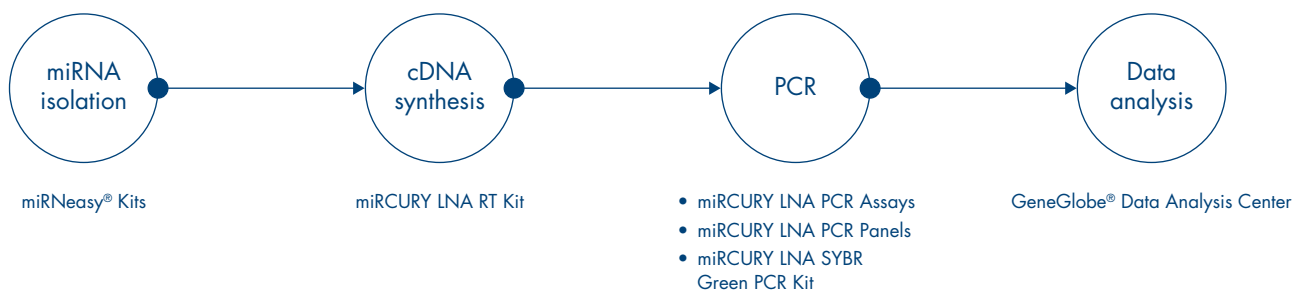 miRNA
isolation
cDNA
synthesis
PCR
Data
analysis
miRNeasy® Kits
miRCURY LNA RT Kit
• miRCURY LNA PCR Assays
• miRCURY LNA PCR Panels
• miRCURY LNA SYBR
Green PCR Kit
GeneGlobe® Data Analysis Center